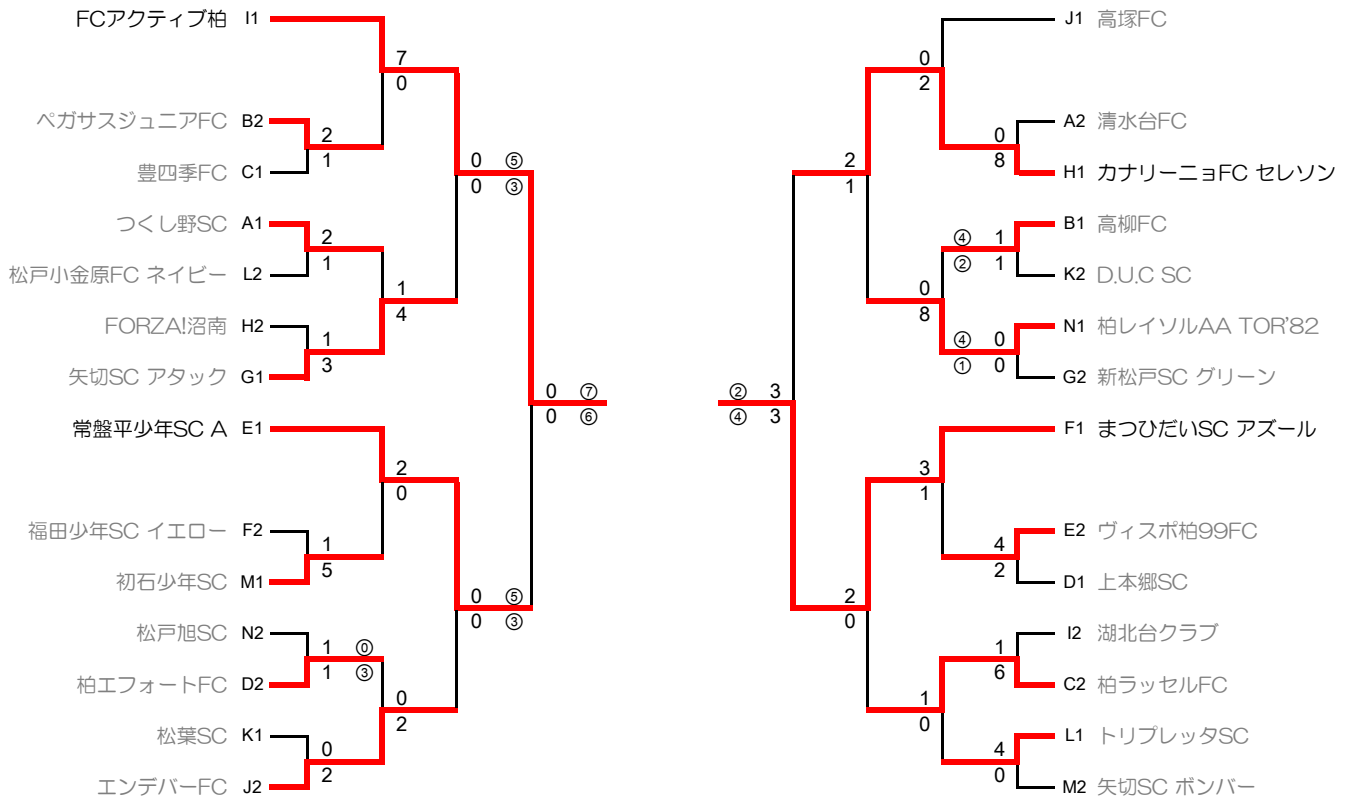 FCアクティブ柏 I1
7
0
ペガサスジュニアFC B2
2
1
豊四季FC C1
0 ⑤
0 ③
つくし野SC A1
2
1
松戸小金原FC ネイビー L2
1
4
FORZA!沼南 H2
1
3
矢切SC アタック G1
0 ⑦
0 ⑥
常盤平少年SC A E1
2
0
福田少年SC イエロー F2
1
5
初石少年SC M1
0 ⑤
0 ③
松戸旭SC N2
1 ⓪
1 ③
柏エフォートFC D2
0
2
松葉SC K1
0
2
エンデバーFC J2
J1 高塚FC
0
2
A2 清水台FC
0
8
H1 カナリーニョFC セレソン
2
1
B1 高柳FC
④ 1
② 1
K2 D.U.C SC
0
8
N1 柏レイソルAA TOR'82
④ 0
① 0
G2 新松戸SC グリーン
② 3
④ 3
F1 まつひだいSC アズール
3
1
E2 ヴィスポ柏99FC
4
2
D1 上本郷SC
2
0
I2 湖北台クラブ
1
6
C2 柏ラッセルFC
1
0
L1 トリプレッタSC
4
0
M2 矢切SC ボンバー